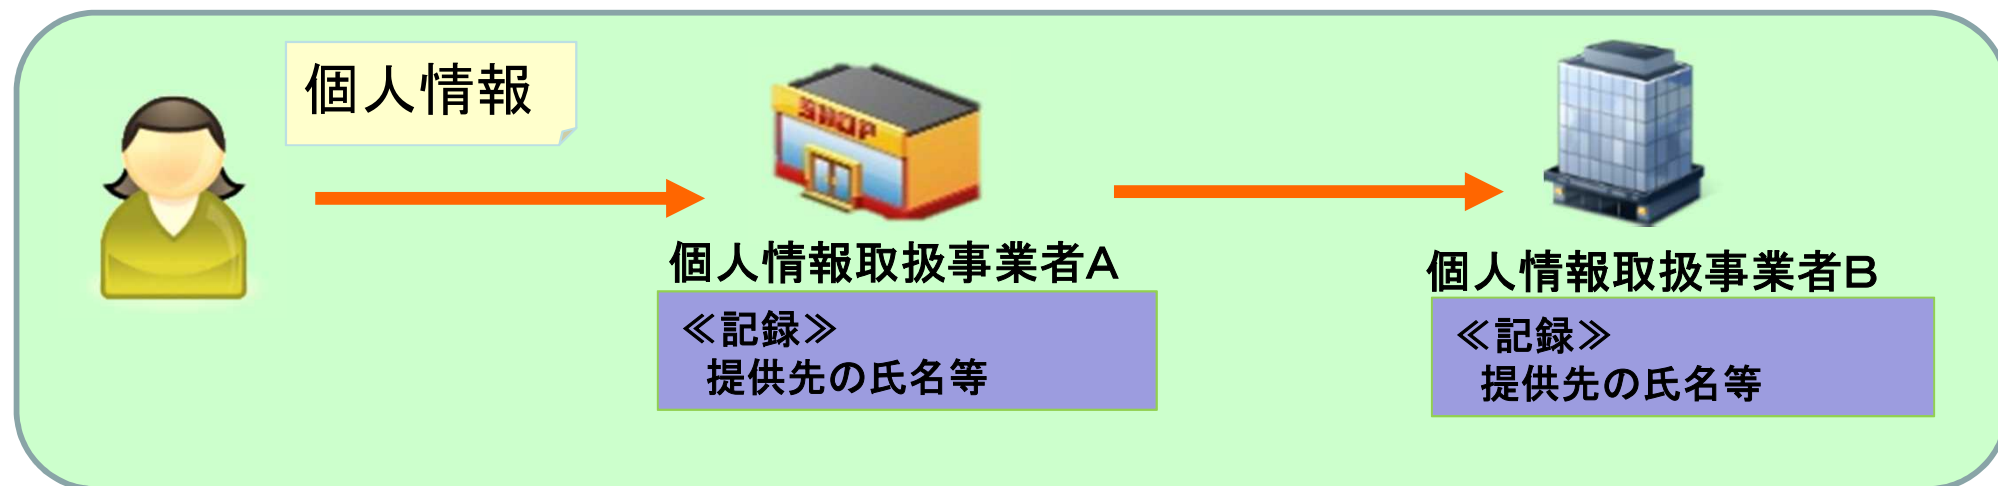 個人情報
SHOP
個人情報取扱事業者A
≪記録≫
提供先の氏名等
個人情報取扱事業者B
≪記録≫
提供先の氏名等